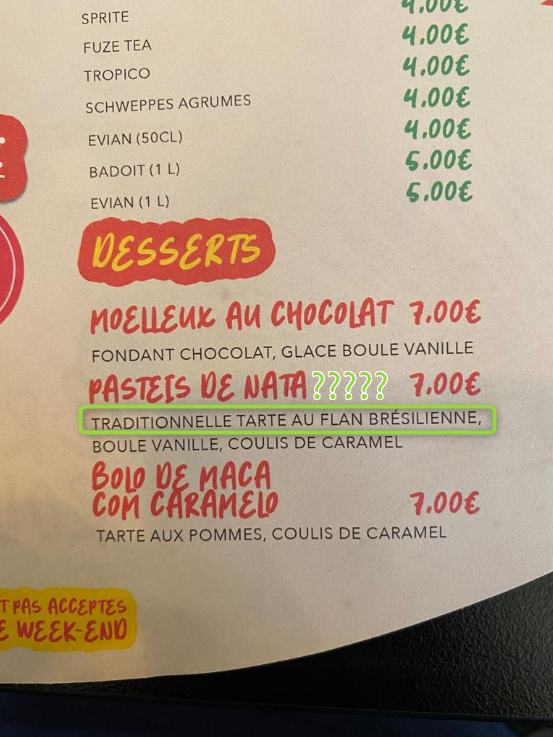 4.00€
SPRITE 4.00€
FUZE TEA 4.00€
TROPICO 4.00€
SCHWEPPES AGRUMES 4.00€
EVIAN (50CL) 5.00€
BADOIT (1 L) 5.00€
EVIAN (1 L)
DESSERTS
MOELLEUX AU CHOCOLAT 7.00€
FONDANT CHOCOLAT, GLACE BOULE VANILLE
PASTEIS DE NATA????? 7.00€
TRADITIONNELLE TARTE AU FLAN BRÉSILIENNE,
BOULE VANILLE, COULIS DE CARAMEL
BOLO DE MACA
COM CARAMELO 7.00€
TARTE AUX POMMES, COULIS DE CARAMEL
T PAS ACCEPTES
E WEEK-END